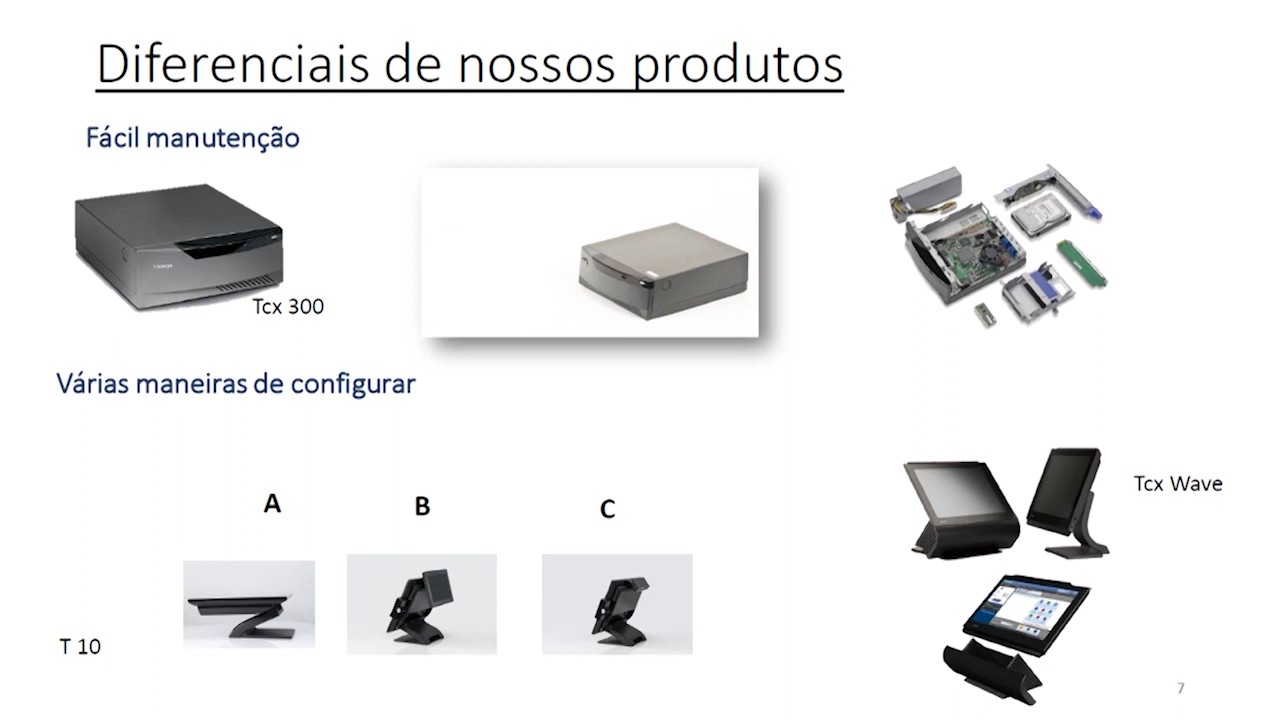 Diferenciais de nossos produtos
Fácil manutenção
Tcx 300
Várias maneiras de configurar
A
B
C
Tcx Wave
T 10
7